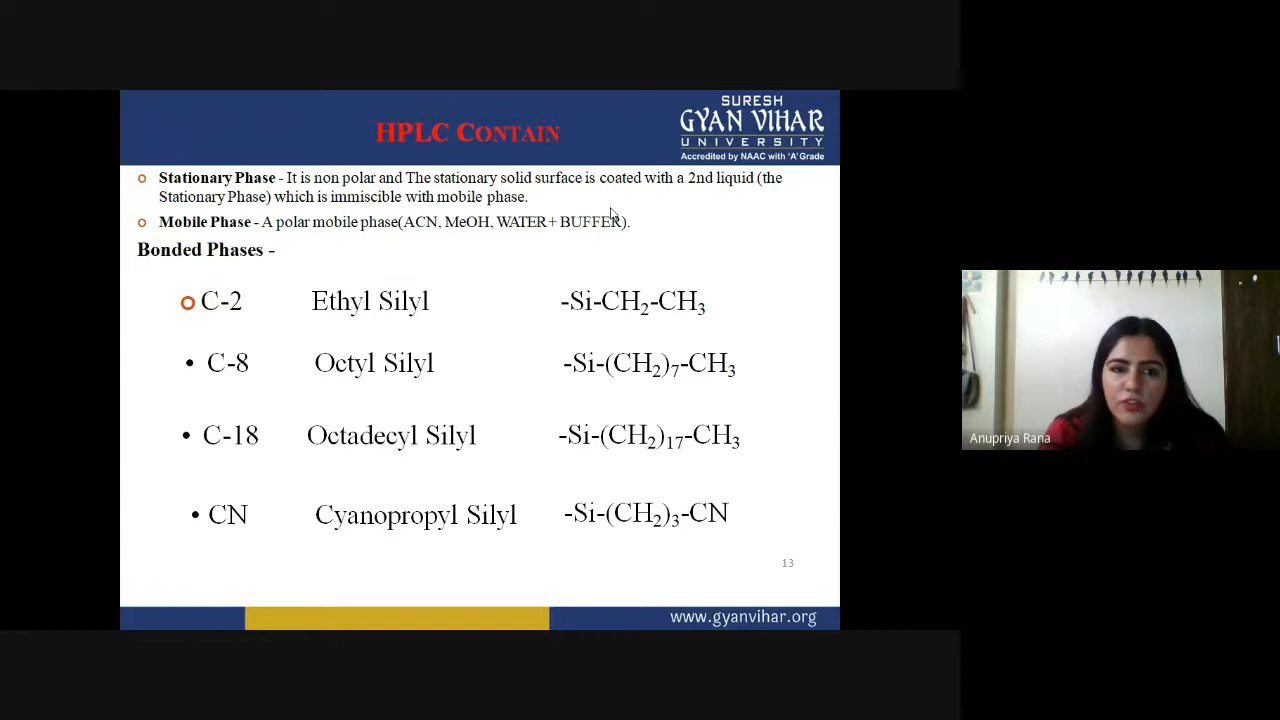 SURESH
GYAN VIHAR
UNIVERSITY
Accredited by NAAC with 'A' Grade
HPLC CONTAIN
Stationary Phase - It is non polar and The stationary solid surface is coated with a 2nd liquid (the
Stationary Phase) which is immiscible with mobile phase.
Mobile Phase - A polar mobile phase(ACN, MeOH, WATER+ BUFFER).
Bonded Phases -
C-2 Ethyl Silyl -Si-CH₂-CH₃
• C-8 Octyl Silyl -Si-(CH₂)₇-CH₃
• C-18 Octadecyl Silyl -Si-(CH₂)₁₇-CH₃
• CN Cyanopropyl Silyl -Si-(CH₂)₃-CN
13
www.gyanvihar.org
Anupriya Rana